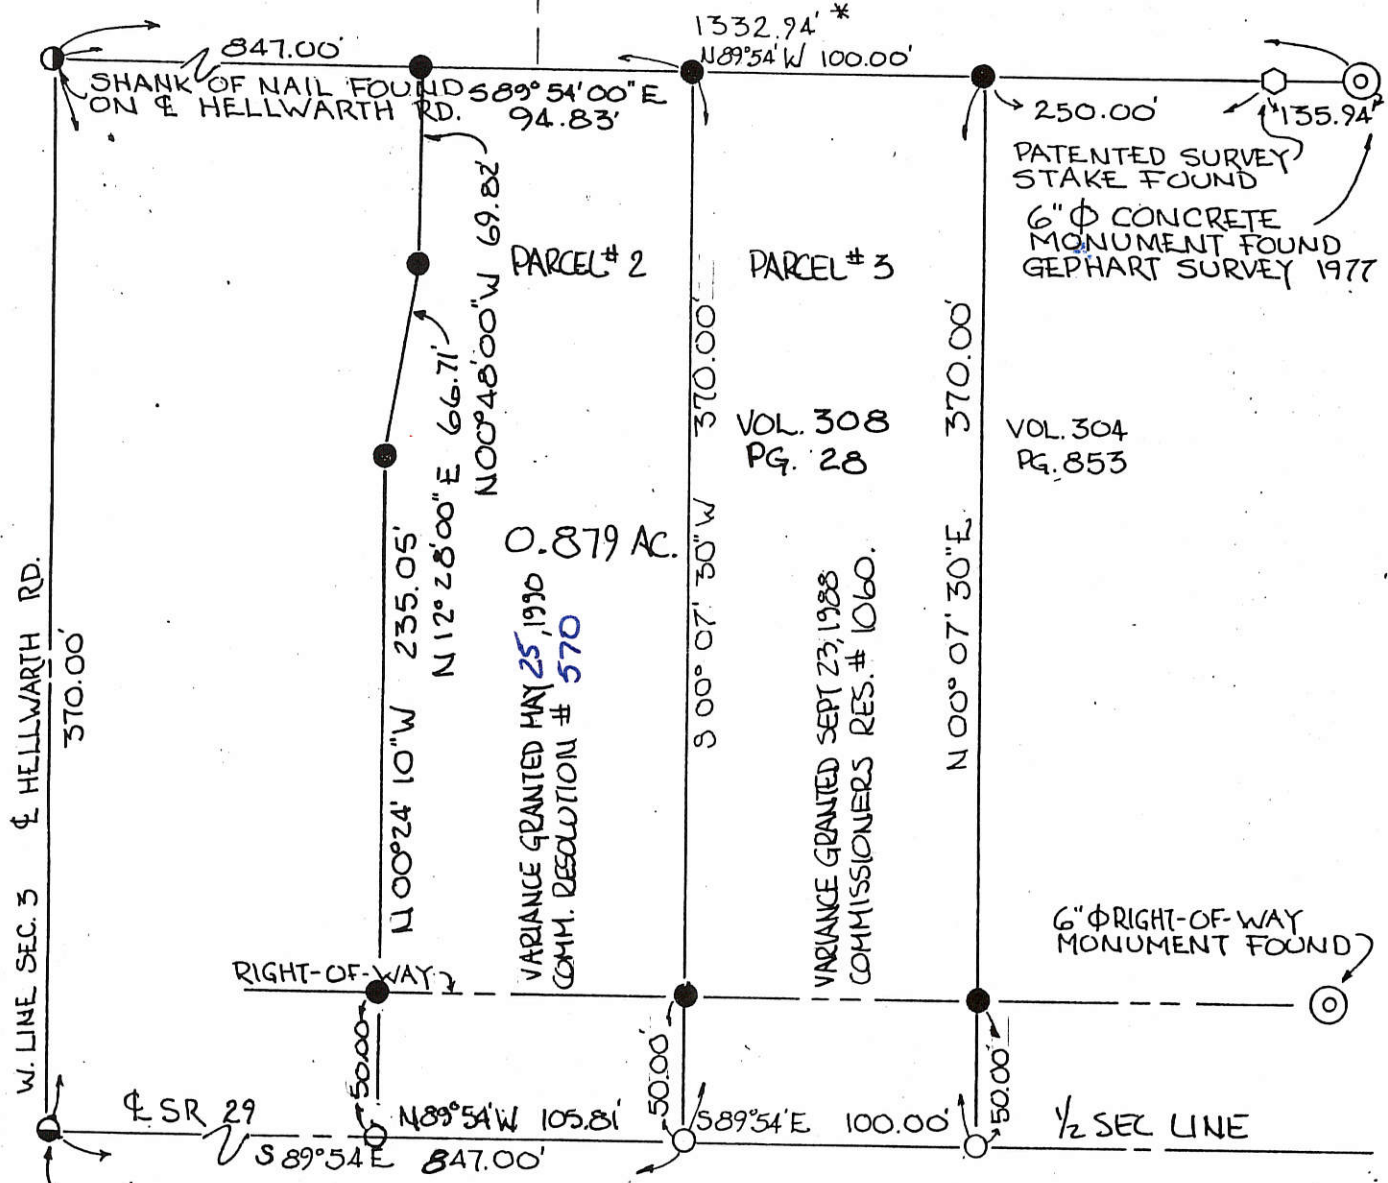 1332.94' *
847.00'
N89°54'W 100.00'
SHANK OF NAIL FOUND
ON ℄ HELLWARTH RD.
S89°54'00"E
94.83'
250.00'
135.94'
PATENTED SURVEY
STAKE FOUND
6"⌀ CONCRETE
MONUMENT FOUND
GEPHART SURVEY 1977
N00°48'00"W 69.82'
PARCEL #2
PARCEL #3
N12°28'00"E 66.71'
370.00'
S00°07'30"W
370.00'
N00°07'30"E
VOL. 308
PG. 28
VOL. 304
PG. 853
0.879 AC.
N00°24'10"W 235.05'
VARIANCE GRANTED MAY 25, 1990
COMM. RESOLUTION # 570
VARIANCE GRANTED SEPT 23, 1988
COMMISSIONERS RES. # 1060.
W. LINE SEC. 3 ℄ HELLWARTH RD.
370.00'
6"⌀ RIGHT-OF-WAY
MONUMENT FOUND
RIGHT-OF-WAY
50.00'
50.00'
50.00'
℄ SR 29
N89°54'W 105.81'
S89°54'E 100.00'
1/2 SEC LINE
S89°54'E 847.00'